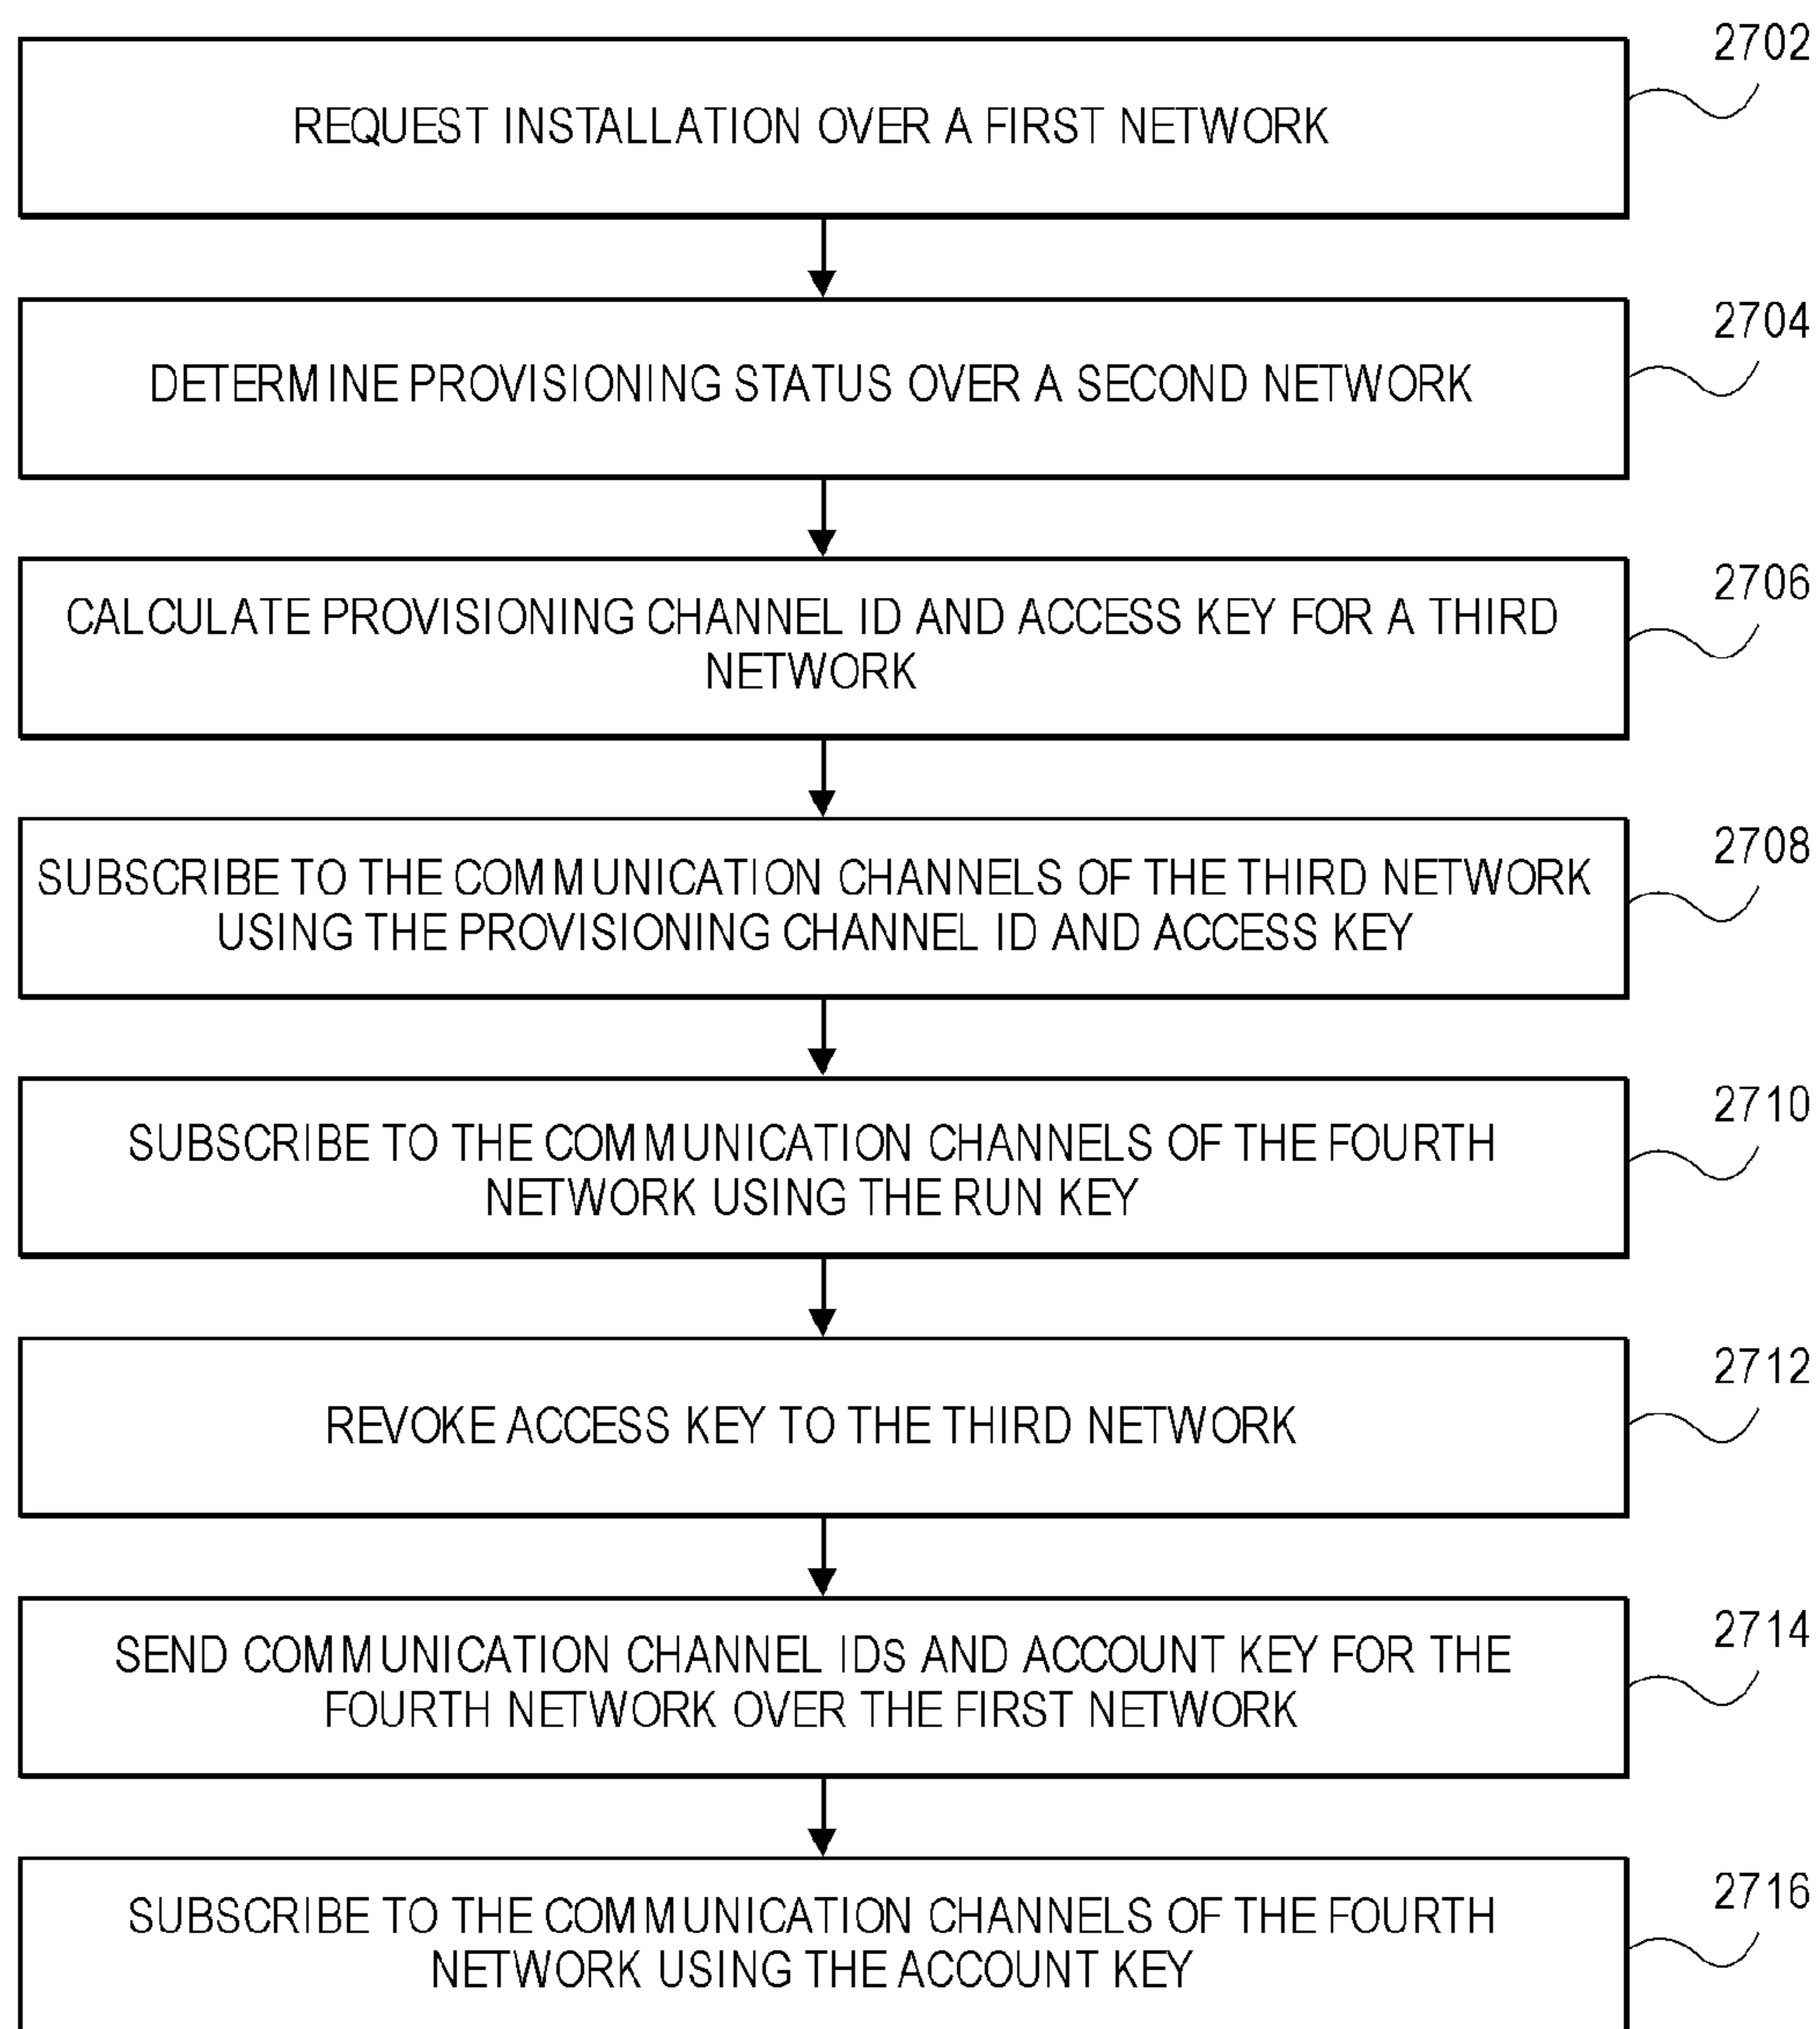 2702
REQUEST INSTALLATION OVER A FIRST NETWORK
2704
DETERMINE PROVISIONING STATUS OVER A SECOND NETWORK
2706
CALCULATE PROVISIONING CHANNEL ID AND ACCESS KEY FOR A THIRD
NETWORK
2708
SUBSCRIBE TO THE COMMUNICATION CHANNELS OF THE THIRD NETWORK
USING THE PROVISIONING CHANNEL ID AND ACCESS KEY
2710
SUBSCRIBE TO THE COMMUNICATION CHANNELS OF THE FOURTH
NETWORK USING THE RUN KEY
2712
REVOKE ACCESS KEY TO THE THIRD NETWORK
2714
SEND COMMUNICATION CHANNEL IDs AND ACCOUNT KEY FOR THE
FOURTH NETWORK OVER THE FIRST NETWORK
2716
SUBSCRIBE TO THE COMMUNICATION CHANNELS OF THE FOURTH
NETWORK USING THE ACCOUNT KEY